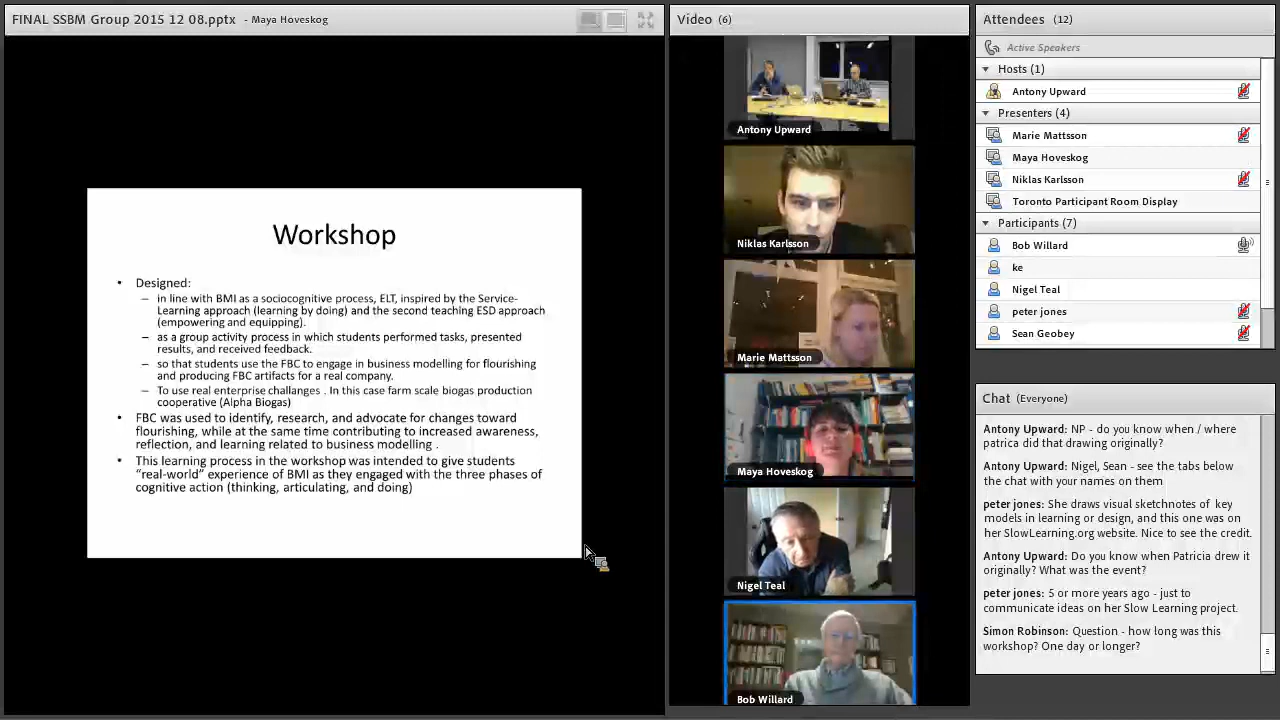 FINAL SSBM Group 2015 12 08.pptx - Maya Hoveskog
Workshop
• Designed:
– in line with BMI as a sociocognitive process, ELT, inspired by the Service-
Learning approach (learning by doing) and the second teaching ESD approach
(empowering and equipping).
– as a group activity process in which students performed tasks, presented
results, and received feedback.
– so that students use the FBC to engage in business modelling for flourishing
and producing FBC artifacts for a real company.
– To use real enterprise challanges . In this case farm scale biogas production
cooperative (Alpha Biogas)
• FBC was used to identify, research, and advocate for changes toward
flourishing, while at the same time contributing to increased awareness,
reflection, and learning related to business modelling .
• This learning process in the workshop was intended to give students
“real-world” experience of BMI as they engaged with the three phases of
cognitive action (thinking, articulating, and doing)
Video (6)
Antony Upward
Niklas Karlsson
Marie Mattsson
Maya Hoveskog
Nigel Teal
Bob Willard
Attendees (12)
Active Speakers
Hosts (1)
Antony Upward
Presenters (4)
Marie Mattsson
Maya Hoveskog
Niklas Karlsson
Toronto Participant Room Display
Participants (7)
Bob Willard
ke
Nigel Teal
peter jones
Sean Geobey
Chat (Everyone)
Antony Upward: NP - do you know when / where
patrica did that drawing originally?
Antony Upward: Nigel, Sean - see the tabs below
the chat with your names on them
peter jones: She draws visual sketchnotes of key
models in learning or design, and this one was on
her SlowLearning.org website. Nice to see the credit.
Antony Upward: Do you know when Patricia drew it
originally? What was the event?
peter jones: 5 or more years ago - just to
communicate ideas on her Slow Learning project.
Simon Robinson: Question - how long was this
workshop? One day or longer?